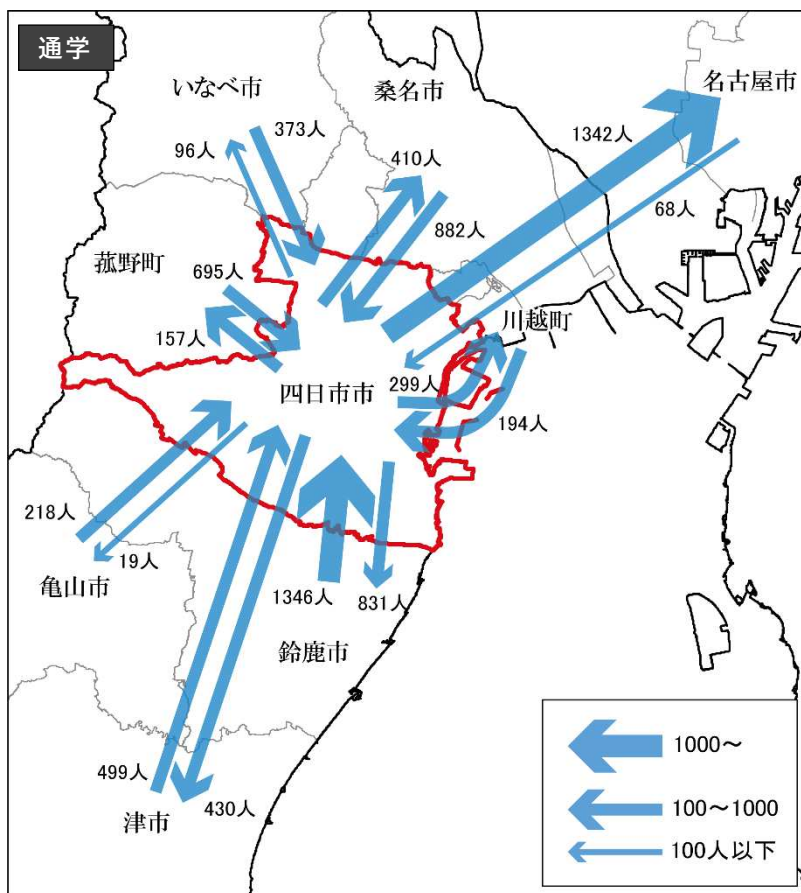 通学
いなべ市
桑名市
名古屋市
373人
1342人
96人
410人
68人
882人
菰野町
695人
川越町
157人
299人
四日市市
194人
218人
19人
亀山市
1346人
831人
鈴鹿市
1000～
499人
430人
100～1000
津市
100人以下